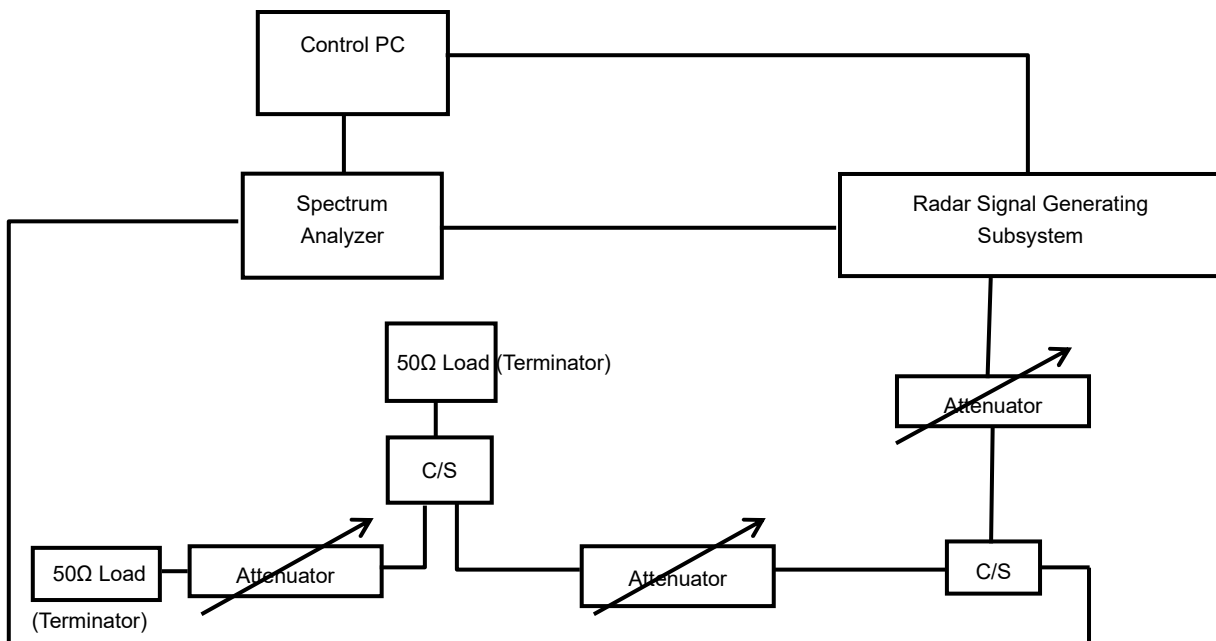 Control PC
Spectrum
Analyzer
Radar Signal Generating
Subsystem
50Ω Load (Terminator)
Attenuator
C/S
50Ω Load
(Terminator)
Attenuator
Attenuator
C/S